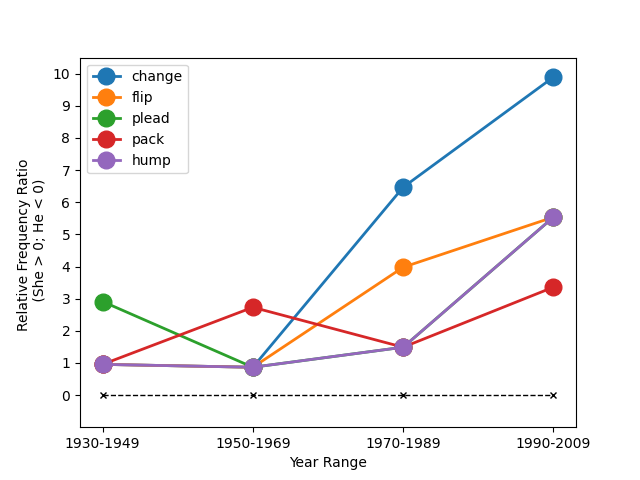 change
flip
plead
pack
hump
Relative Frequency Ratio
(She > 0; He < 0)
10
9
8
7
6
5
4
3
2
1
0
1930-1949 1950-1969 1970-1989 1990-2009
Year Range